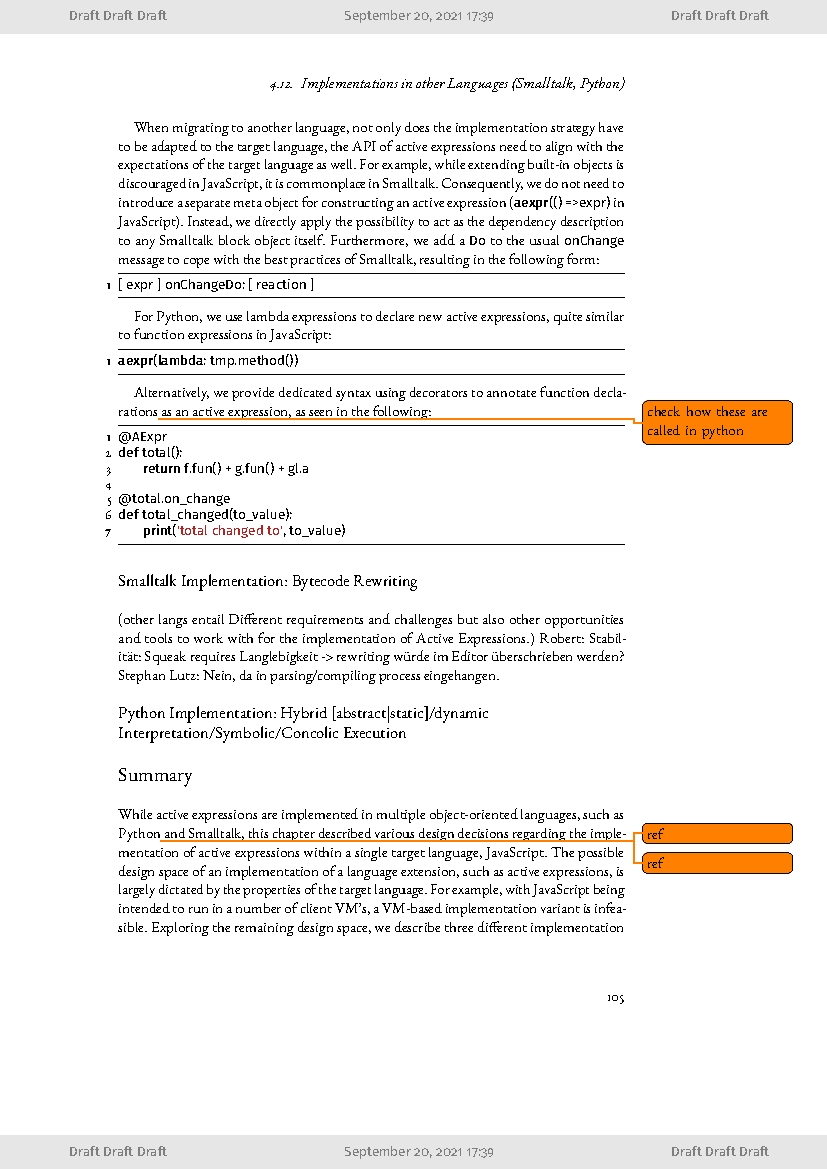 Draft Draft Draft September 20, 2021 17:39 Draft Draft Draft
4.12. Implementations in other Languages (Smalltalk, Python)
When migrating to another language, not only does the implementation strategy have
to be adapted to the target language, the API of active expressions need to align with the
expectations of the target language as well. For example, while extending built-in objects is
discouraged in JavaScript, it is commonplace in Smalltalk. Consequently, we do not need to
introduce a separate meta object for constructing an active expression (aexpr(() =>expr) in
JavaScript). Instead, we directly apply the possibility to act as the dependency description
to any Smalltalk block object itself. Furthermore, we add a Do to the usual onChange
message to cope with the best practices of Smalltalk, resulting in the following form:
1 [ expr ] onChangeDo: [ reaction ]
For Python, we use lambda expressions to declare new active expressions, quite similar
to function expressions in JavaScript:
1 aexpr(lambda: tmp.method())
Alternatively, we provide dedicated syntax using decorators to annotate function decla-
rations as an active expression, as seen in the following:
check how these are
called in python
1 @AExpr
2 def total():
3 return f.fun() + g.fun() + gl.a
4
5 @total.on_change
6 def total_changed(to_value):
7 print('total changed to', to_value)
Smalltalk Implementation: Bytecode Rewriting
(other langs entail Different requirements and challenges but also other opportunities
and tools to work with for the implementation of Active Expressions.) Robert: Stabil-
ität: Squeak requires Langlebigkeit -> rewriting würde im Editor überschrieben werden?
Stephan Lutz: Nein, da in parsing/compiling process eingehangen.
Python Implementation: Hybrid [abstract|static]/dynamic
Interpretation/Symbolic/Concolic Execution
Summary
While active expressions are implemented in multiple object-oriented languages, such as
Python and Smalltalk, this chapter described various design decisions regarding the imple-
ref
mentation of active expressions within a single target language, JavaScript. The possible
ref
design space of an implementation of a language extension, such as active expressions, is
largely dictated by the properties of the target language. For example, with JavaScript being
intended to run in a number of client VM's, a VM-based implementation variant is infea-
sible. Exploring the remaining design space, we describe three different implementation
105
Draft Draft Draft September 20, 2021 17:39 Draft Draft Draft